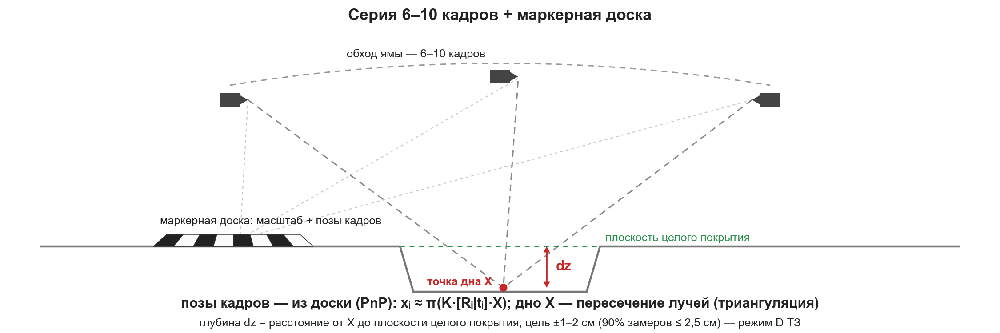 Серия 6–10 кадров + маркерная доска
обход ямы — 6–10 кадров
маркерная доска: масштаб + позы кадров
плоскость целого покрытия
dz
точка дна X
позы кадров — из доски (PnP): xᵢ ≈ π(K·[Rᵢ|tᵢ]·X); дно X — пересечение лучей (триангуляция)
глубина dz = расстояние от X до плоскости целого покрытия; цель ±1–2 см (90% замеров ≤ 2,5 см) — режим D ТЗ